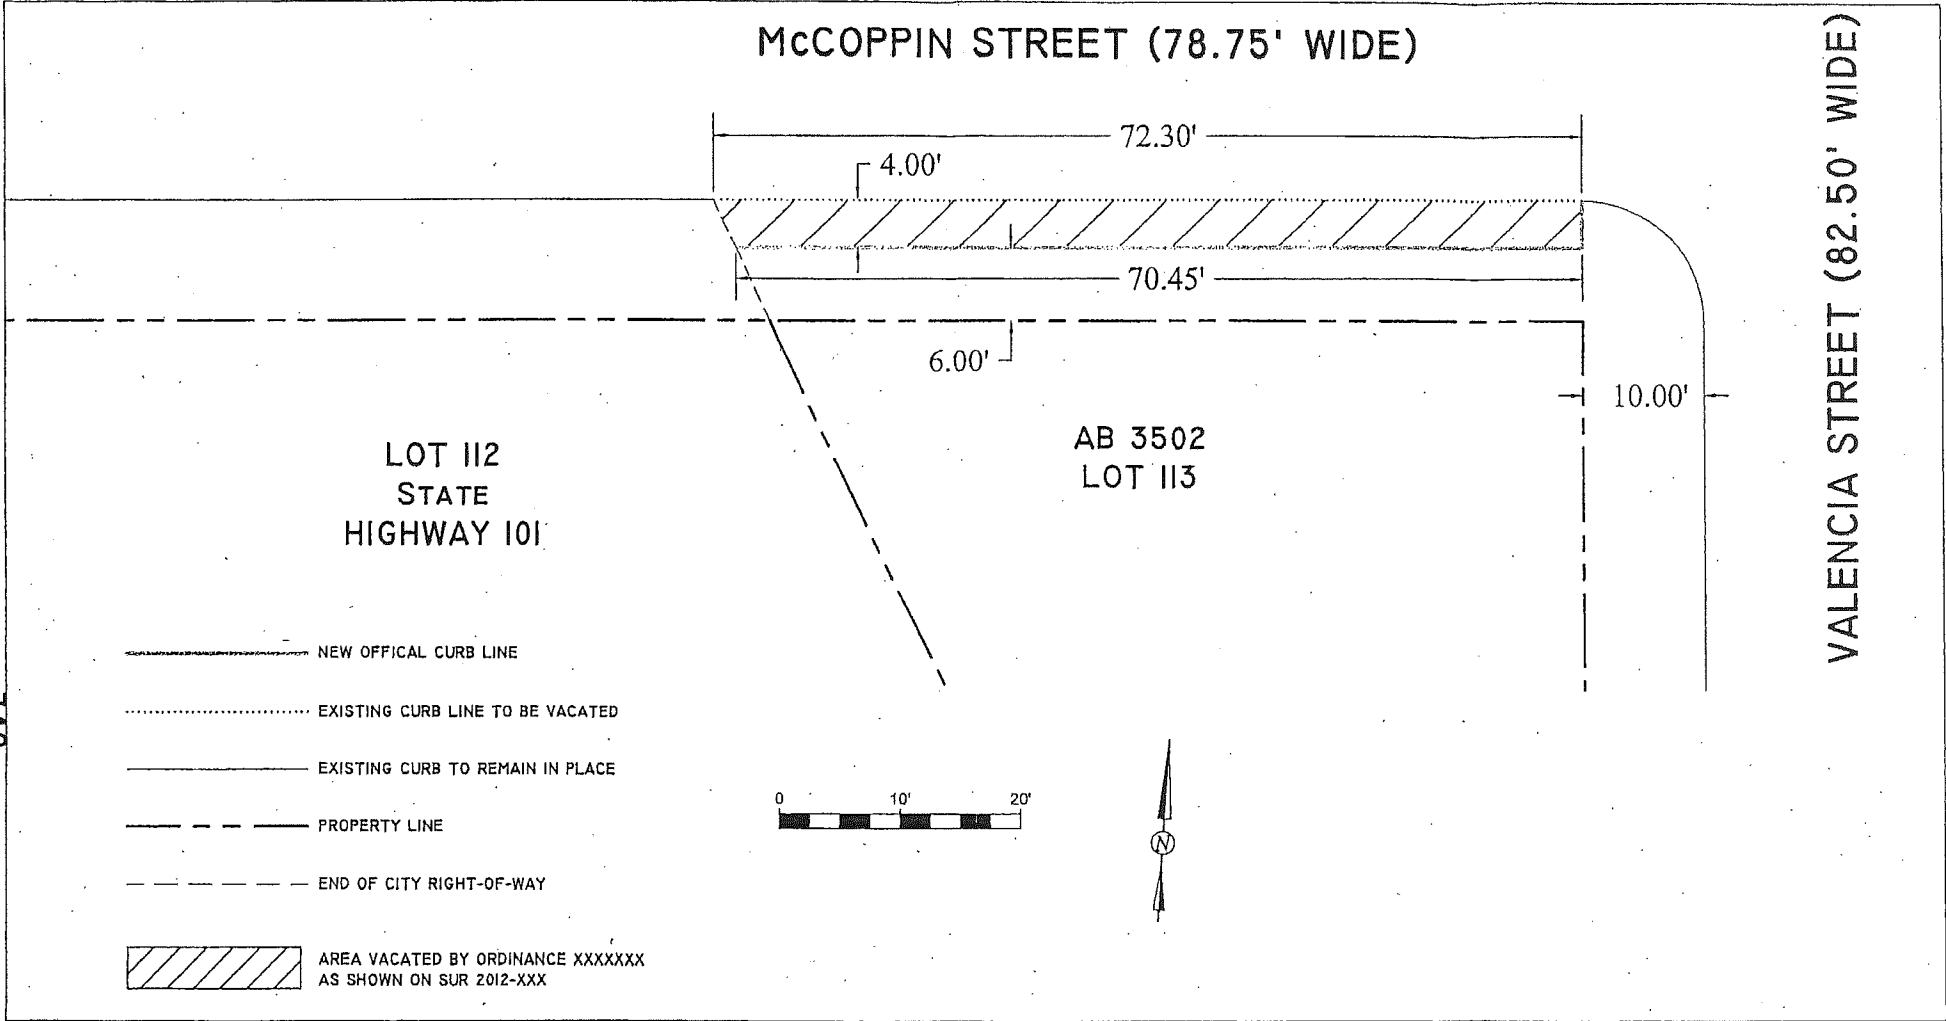 McCOPPIN STREET (78.75' WIDE)
VALENCIA STREET (82.50' WIDE)
72.30'
4.00'
70.45'
6.00'
10.00'
LOT 112
STATE
HIGHWAY 101
AB 3502
LOT 113
NEW OFFICAL CURB LINE
EXISTING CURB LINE TO BE VACATED
EXISTING CURB TO REMAIN IN PLACE
PROPERTY LINE
END OF CITY RIGHT-OF-WAY
AREA VACATED BY ORDINANCE XXXXXXX
AS SHOWN ON SUR 2012-XXX
0 10' 20'
N